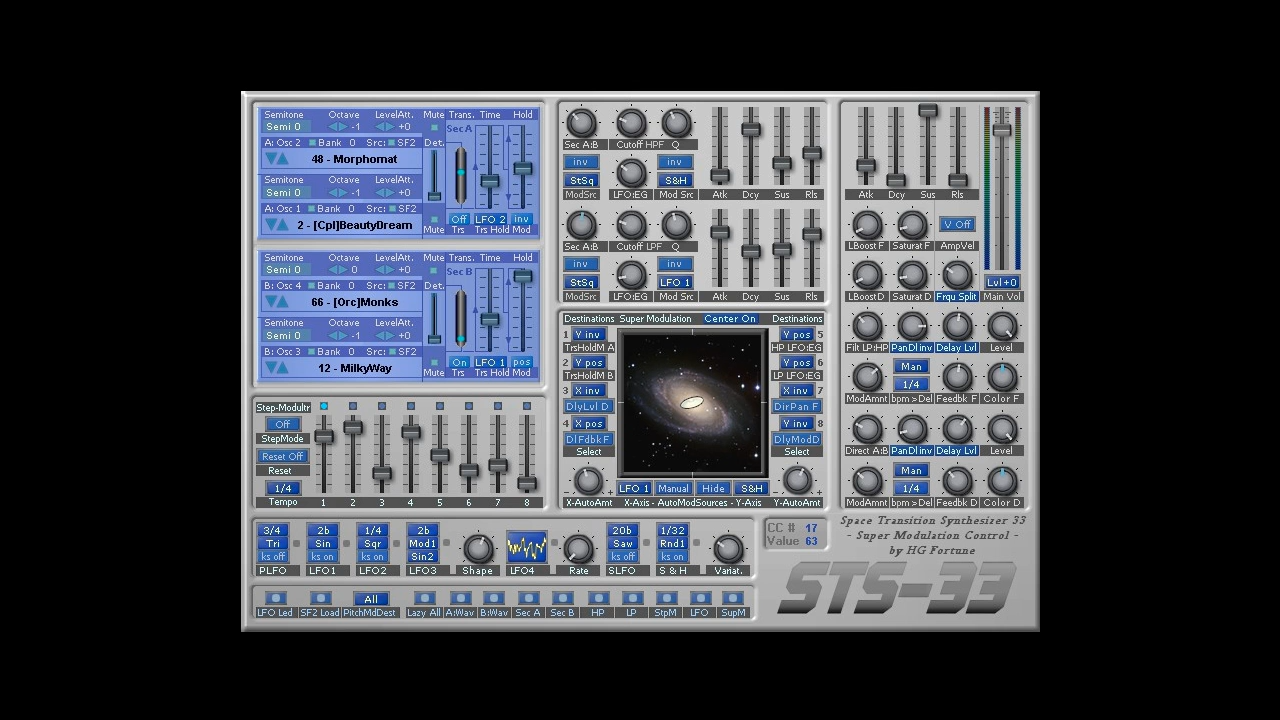 Semitone Octave LevelAtt. Mute Trans. Time Hold
Semi 0 -1 +0 Sec A
A: Osc 2 Bank 0 Src: SF2 Det.
48 - Morphomat
Semitone Octave LevelAtt.
Semi 0 -1 +0
A: Osc 1 Bank 0 Src: SF2 Off LFO 2 inv
2 - [Cpl]BeautyDream Mute Trs Trs Hold Mod
Semitone Octave LevelAtt. Mute Trans. Time Hold
Semi 0 0 +0 Sec B
B: Osc 4 Bank 0 Src: SF2 Det.
66 - [Orc]Monks
Semitone Octave LevelAtt.
Semi 0 -1 +0
B: Osc 3 Bank 0 Src: SF2 On LFO 1 pos
12 - MilkyWay Mute Trs Trs Hold Mod
Step-Modultr
Off
StepMode
Reset Off
Reset
1/4
Tempo 1 2 3 4 5 6 7 8
Sec A:B Cutoff HPF Q
inv inv
StSq S&H
ModSrc LFO:EG Mod Src Atk Dcy Sus Rls
Sec A:B Cutoff LPF Q
inv inv
StSq LFO 1
ModSrc LFO:EG Mod Src Atk Dcy Sus Rls
Destinations Super Modulation Center On Destinations
1 Y inv Y pos 5
TrsHoldM A HP LFO:EG
2 Y pos Y pos 6
TrsHoldM B LP LFO:EG
3 X inv X inv 7
DlyLvl D DirPan F
4 X pos Y inv 8
DlFdbk F DlyModD
Select Select
LFO 1 Manual Hide S&H
X-AutoAmt X-Axis - AutoModSources - Y-Axis Y-AutoAmt
Atk Dcy Sus Rls
V Off
LBoost F Saturat F AmpVel
Lvl +0
LBoost D Saturat D Frqu Split Main Vol
Filt LP:HP PanDl inv Delay Lvl Level
Man
1/4
ModAmnt bpm >Del Feedbk F Color F
Direct A:B PanDl inv Delay Lvl Level
Man
1/4
ModAmnt bpm >Del Feedbk D Color D
3/4 2b 1/4 2b 20b 1/32
Tri Sin Sqr Mod1 Saw Rnd1
ks off ks on ks on Sin2 ks off ks on
PLFO LFO1 LFO2 LFO3 Shape LFO4 Rate SLFO S & H Variat.
CC # 17
Value 63
Space Transition Synthesizer 33
- Super Modulation Control -
by HG Fortune
STS-33
All
LFO Led SF2 Load PitchMdDest Lazy All A:Wav B:Wav Sec A Sec B HP LP StpM LFO SupM